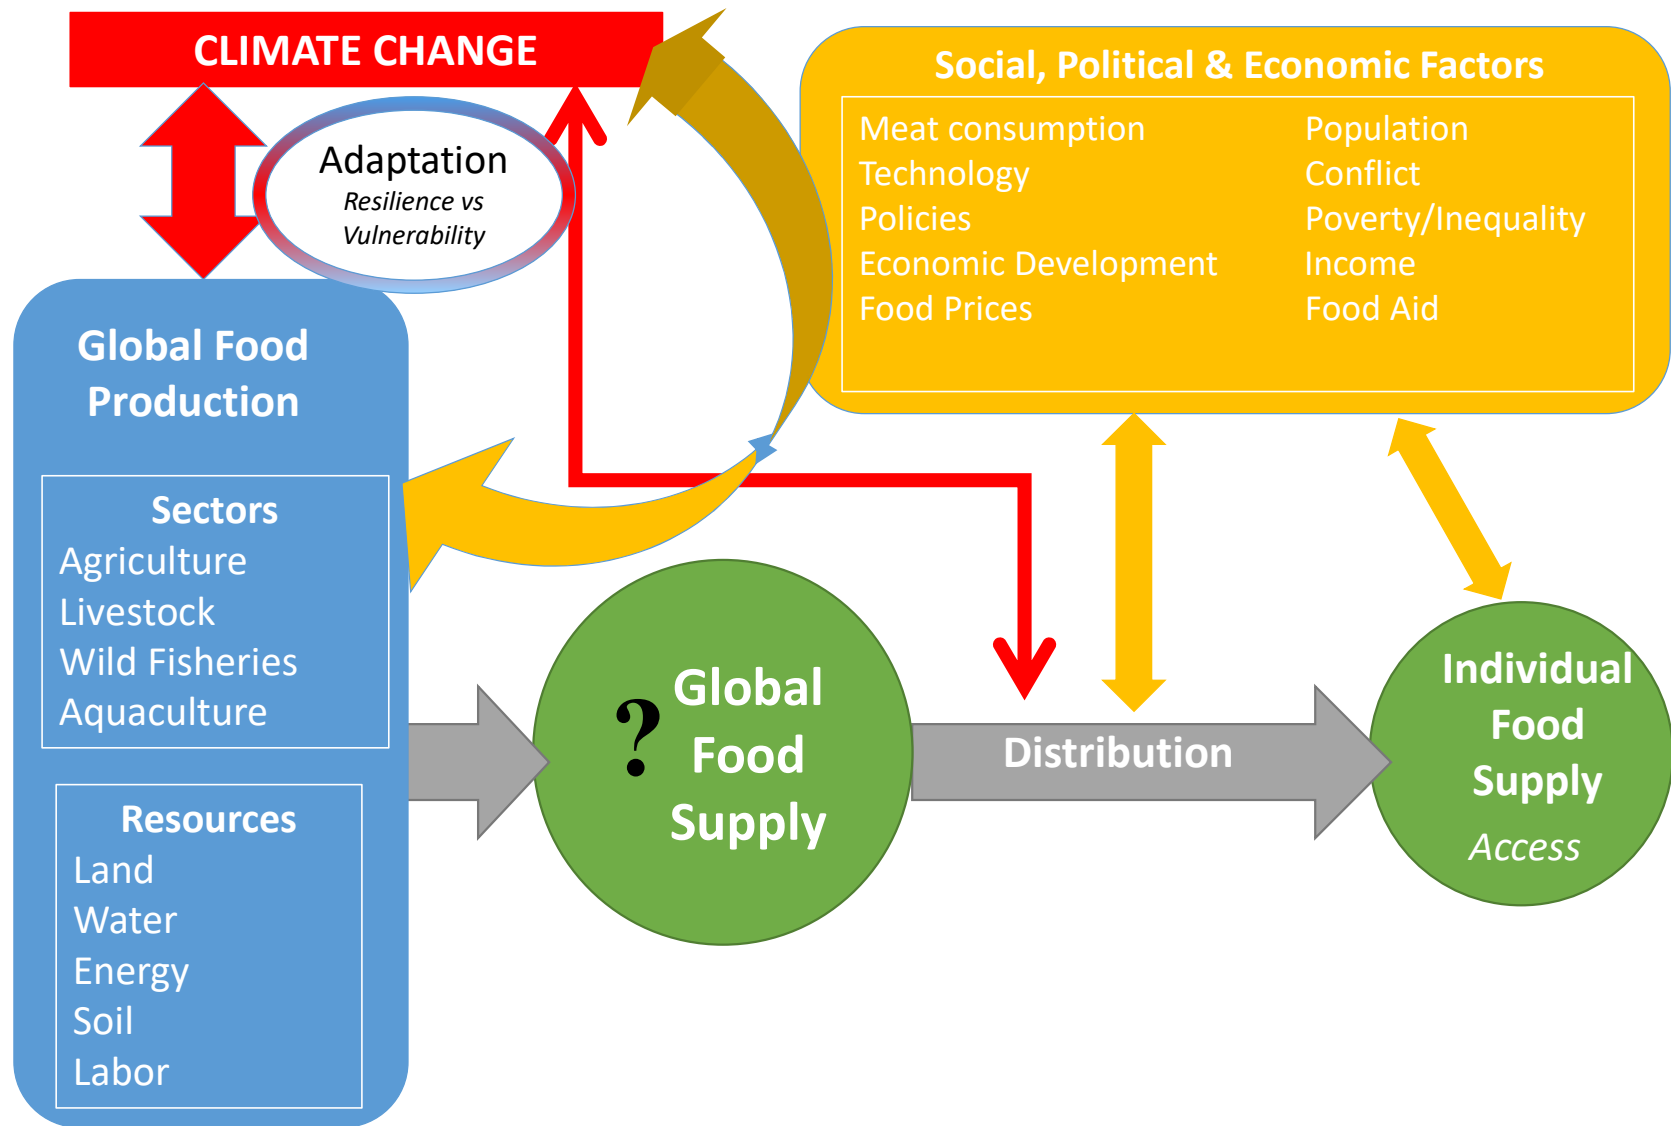 CLIMATE CHANGE
Adaptation
Resilience vs
Vulnerability
Social, Political & Economic Factors
Meat consumption
Technology
Policies
Economic Development
Food Prices
Population
Conflict
Poverty/Inequality
Income
Food Aid
Global Food
Production
Sectors
Agriculture
Livestock
Wild Fisheries
Aquaculture
Resources
Land
Water
Energy
Soil
Labor
?
Global
Food
Supply
Distribution
Individual
Food
Supply
Access